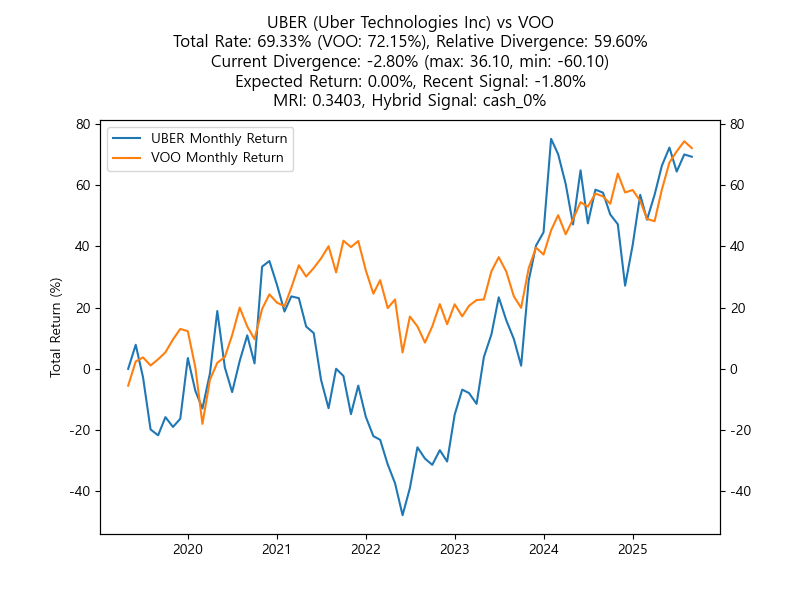 UBER (Uber Technologies Inc) vs VOO
Total Rate: 69.33% (VOO: 72.15%), Relative Divergence: 59.60%
Current Divergence: -2.80% (max: 36.10, min: -60.10)
Expected Return: 0.00%, Recent Signal: -1.80%
MRI: 0.3403, Hybrid Signal: cash_0%
UBER Monthly Return
VOO Monthly Return
Total Return (%)
80
60
40
20
0
-20
-40
80
60
40
20
0
-20
-40
2020 2021 2022 2023 2024 2025